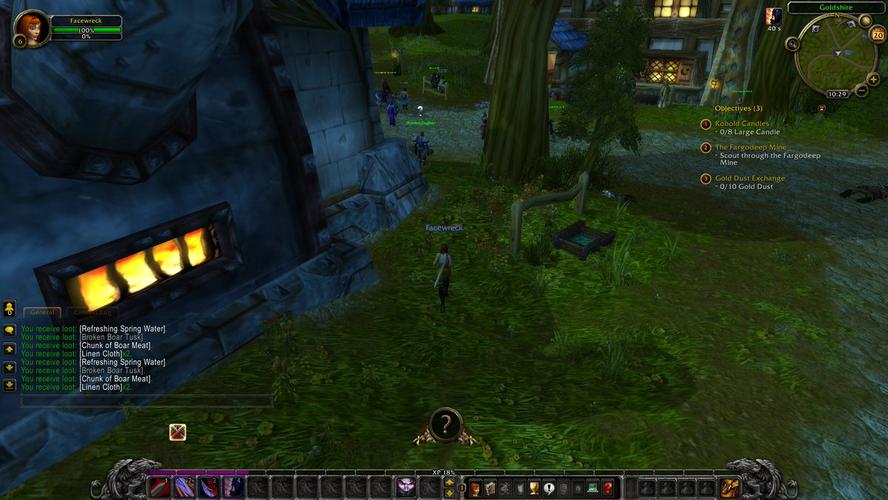 Facewreck
100%
0%
6
40 s
Goldshire
N
20
10:29
Objectives (3)
1 Kobold Candles
- 0/8 Large Candle
2 The Fargodeep Mine
- Scout through the Fargodeep
Mine
3 Gold Dust Exchange
- 0/10 Gold Dust
?
Facewreck
General
You receive loot: [Refreshing Spring Water]
You receive loot: [Broken Boar Tusk].
You receive loot: [Chunk of Boar Meat]
You receive loot: [Linen Cloth]x2.
You receive loot: [Refreshing Spring Water]
You receive loot: [Broken Boar Tusk].
You receive loot: [Chunk of Boar Meat]
You receive loot: [Linen Cloth]x2.
?
XP 18%